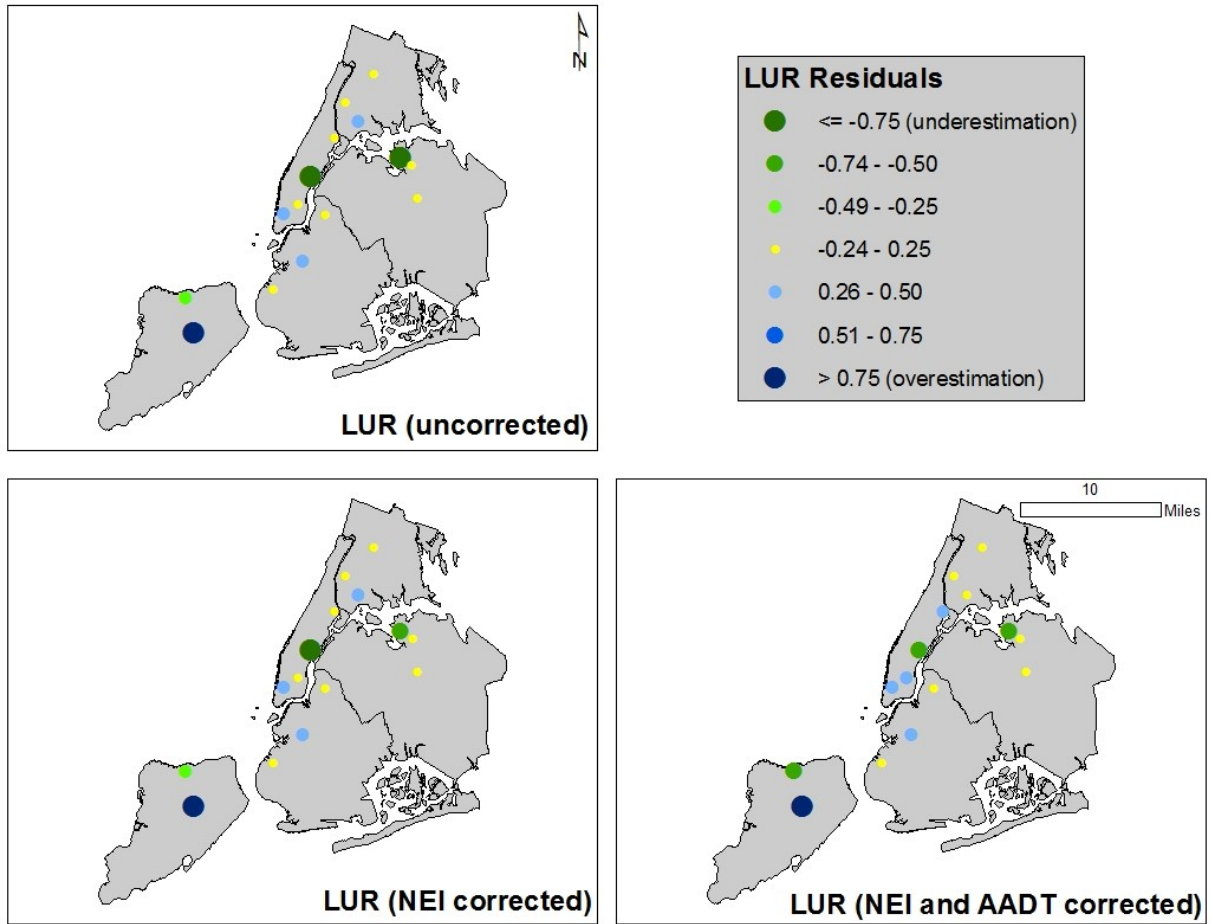 N
LUR (uncorrected)
LUR Residuals
<= -0.75 (underestimation)
-0.74 - -0.50
-0.49 - -0.25
-0.24 - 0.25
0.26 - 0.50
0.51 - 0.75
> 0.75 (overestimation)
LUR (NEI corrected)
10
Miles
LUR (NEI and AADT corrected)